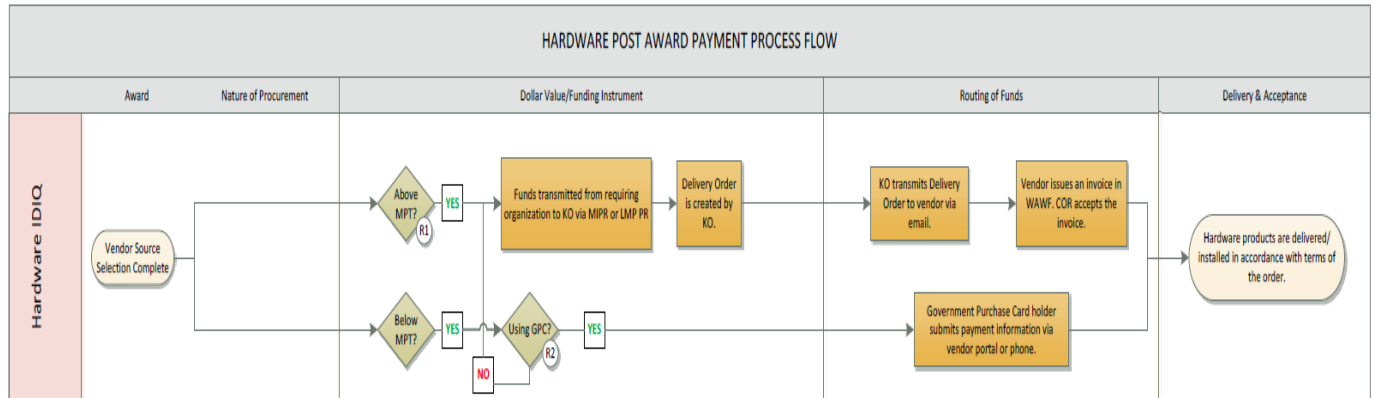 HARDWARE POST AWARD PAYMENT PROCESS FLOW
Award
Nature of Procurement
Dollar Value/Funding Instrument
Routing of Funds
Delivery & Acceptance
Hardware IDIQ
Vendor Source
Selection Complete
Above
MPT?
R1
YES
Funds transmitted from requiring
organization to KO via MIPR or LMP PR
Delivery Order
is created by
KO.
KO transmits Delivery
Order to vendor via
email.
Vendor issues an invoice in
WAWF. COR accepts the
invoice.
Hardware products are delivered/
installed in accordance with terms of
the order.
Below
MPT?
YES
Using GPC?
R2
YES
NO
Government Purchase Card holder
submits payment information via
vendor portal or phone.